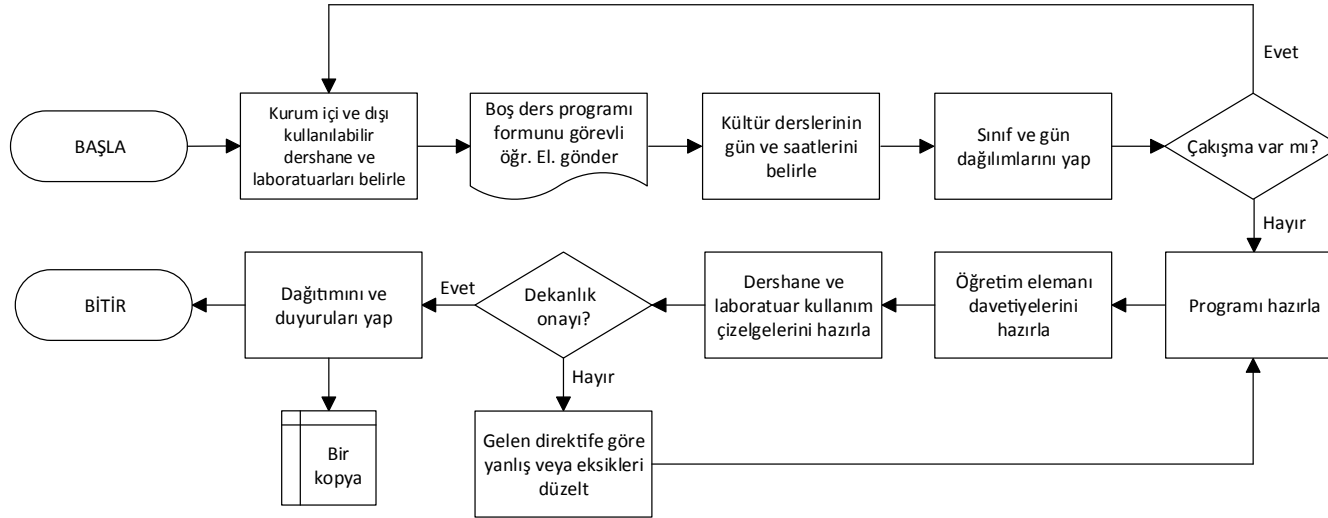 BAŞLA
Kurum içi ve dışı
kullanılabilir
dershane ve
laboratuarları belirle
Boş ders programı
formunu görevli
öğr. El. gönder
Kültür derslerinin
gün ve saatlerini
belirle
Sınıf ve gün
dağılımlarını yap
Çakışma var mı?
Evet
Hayır
Programı hazırla
Öğretim elemanı
davetiyelerini
hazırla
Dershane ve
laboratuar kullanım
çizelgelerini hazırla
Dekanlık
onayı?
Evet
Hayır
Dağıtımını ve
duyuruları yap
BİTİR
Bir
kopya
Gelen direktife göre
yanlış veya eksikleri
düzelt